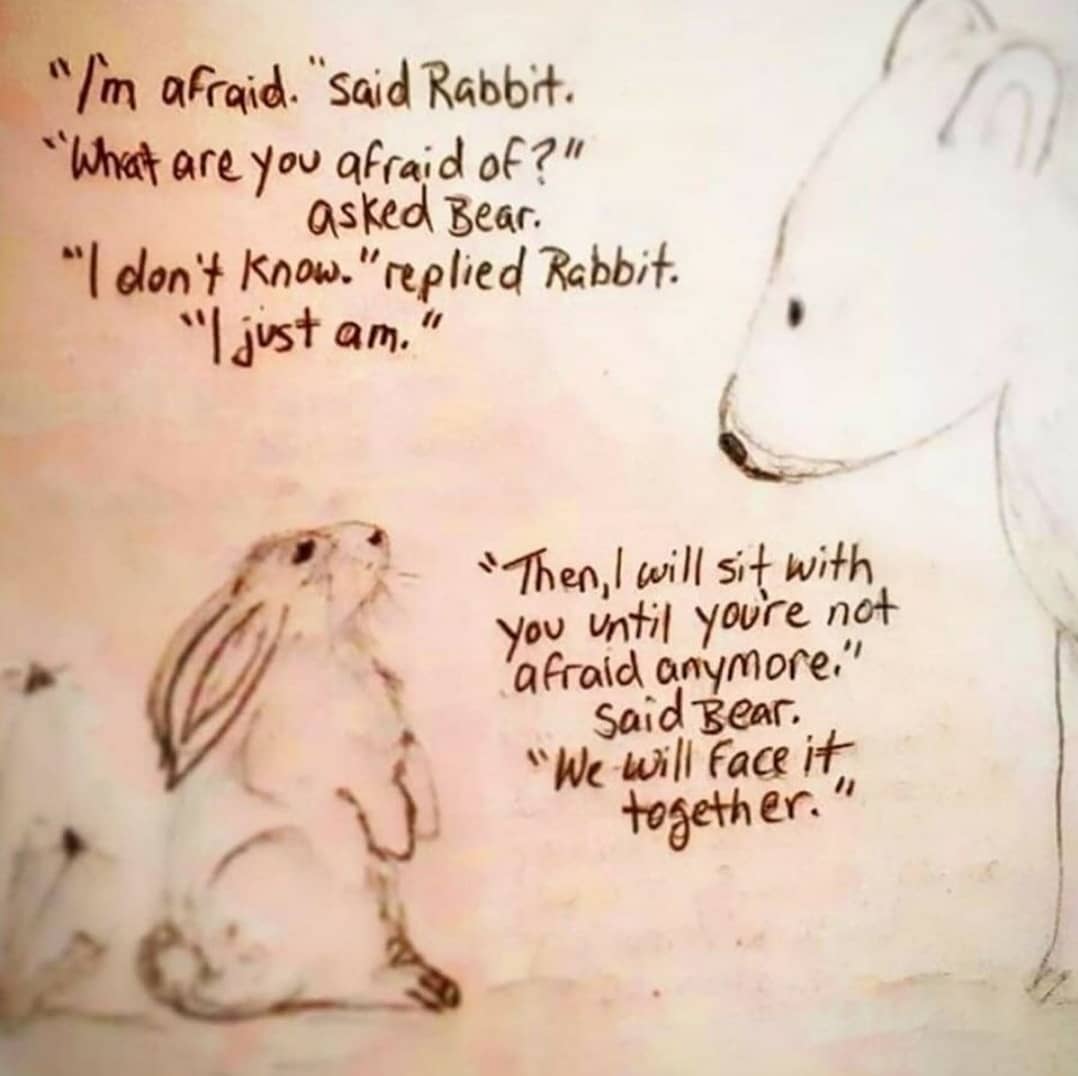 "I'm afraid." said Rabbit.
"What are you afraid of?"
asked Bear.
"I don't know." replied Rabbit.
"I just am."
"Then, I will sit with
you until you're not
afraid anymore."
said Bear.
"We will face it
together."